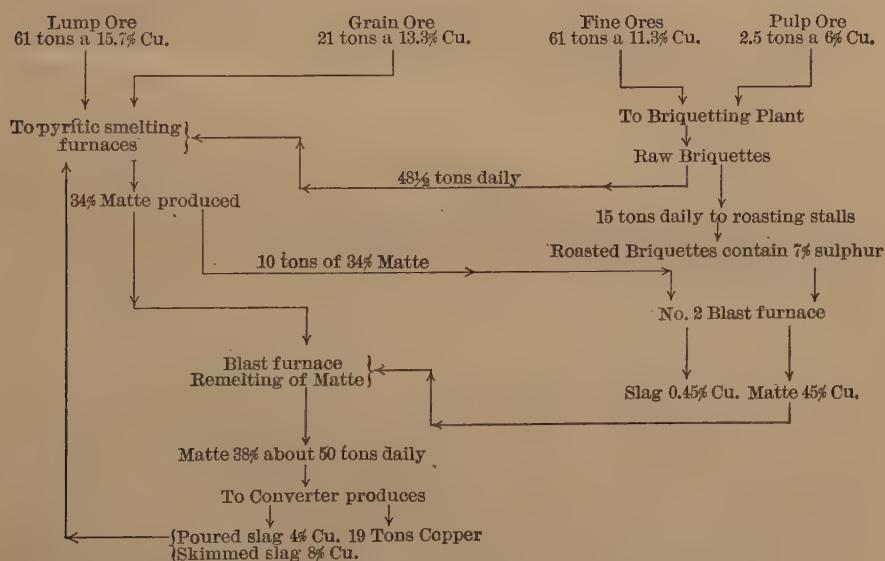 Lump Ore
61 tons a 15.7% Cu.
Grain Ore
21 tons a 13.3% Cu.
Fine Ores
61 tons a 11.3% Cu.
Pulp Ore
2.5 tons a 6% Cu.
To pyritic smelting
furnaces
To Briquetting Plant
Raw Briquettes
48½ tons daily
34% Matte produced
15 tons daily to roasting stalls
Roasted Briquettes contain 7% sulphur
10 tons of 34% Matte
No. 2 Blast furnace
Blast furnace
Remelting of Matte
Slag 0.45% Cu. Matte 45% Cu.
Matte 38% about 50 tons daily
To Converter produces
Poured slag 4% Cu. 19 Tons Copper
Skimmed slag 8% Cu.